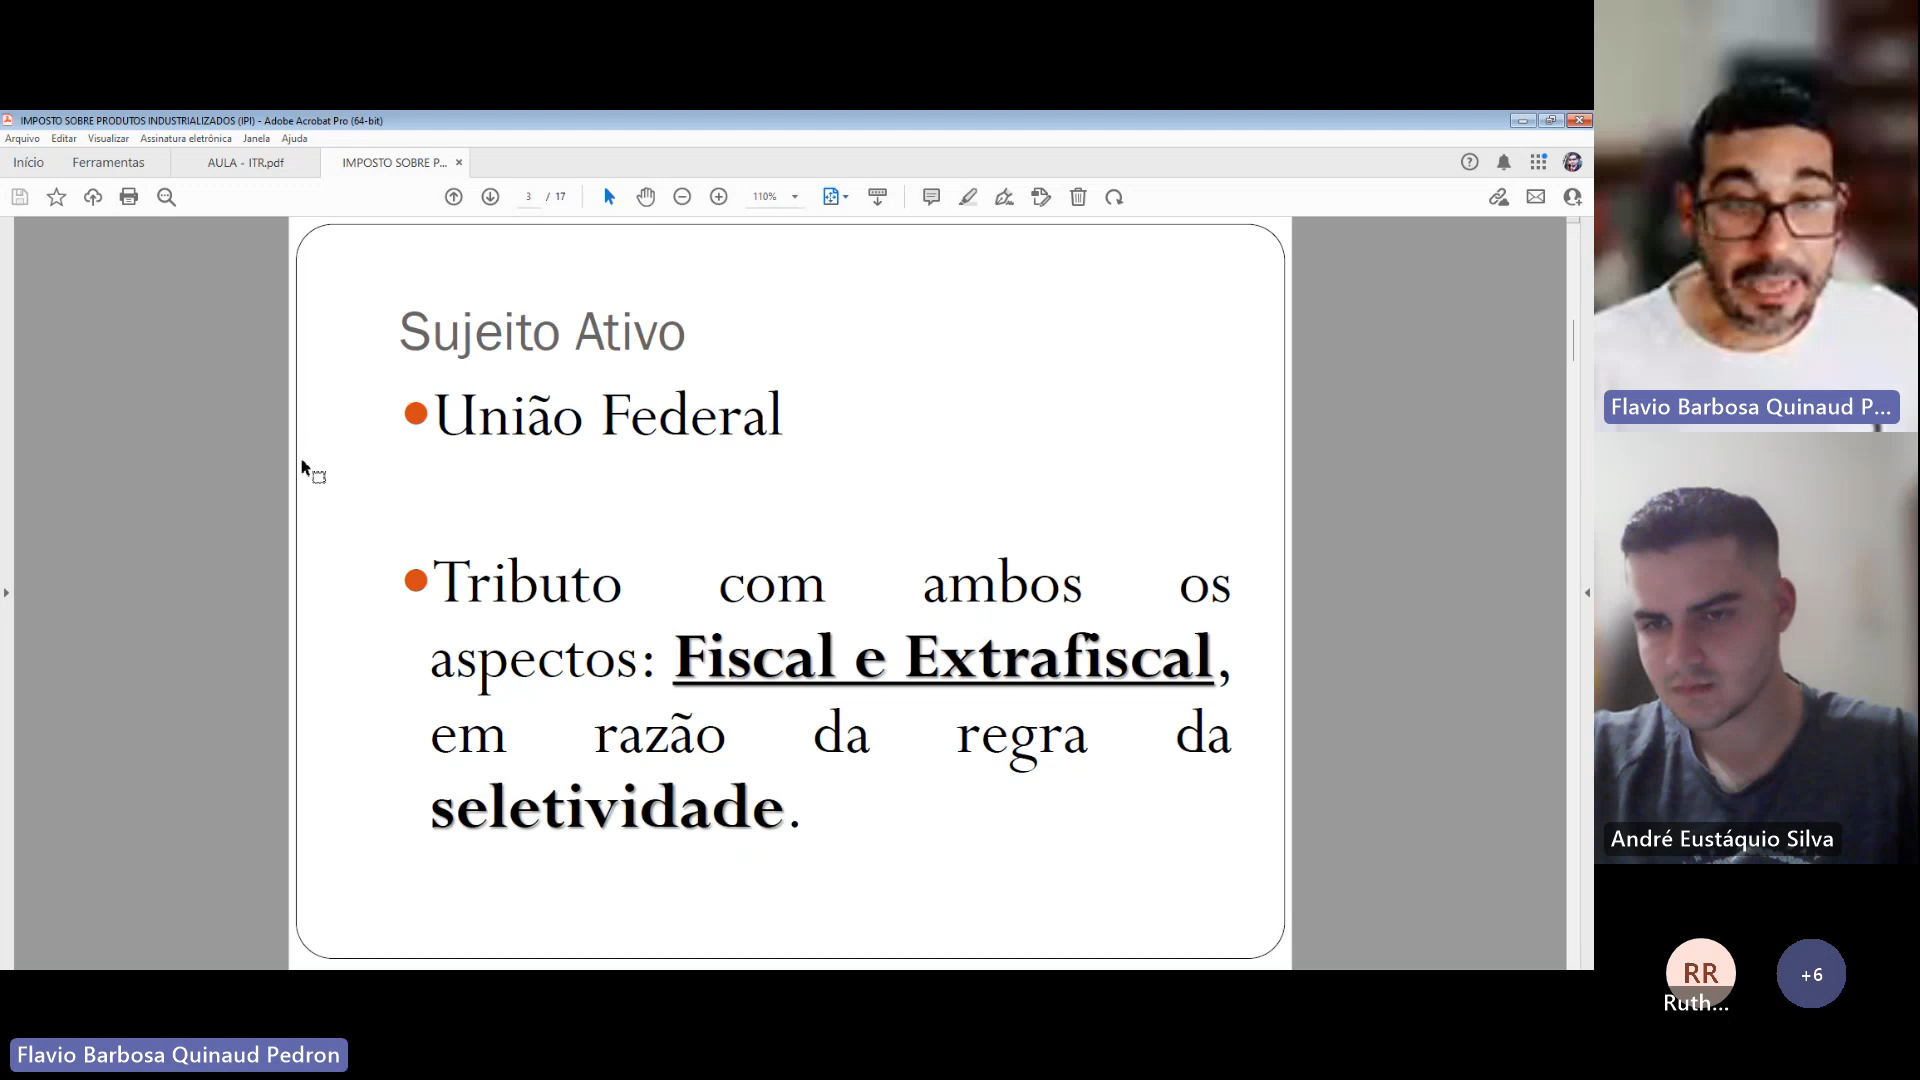 IMPOSTO SOBRE PRODUTOS INDUSTRIALIZADOS (IPI) - Adobe Acrobat Pro (64-bit)
Arquivo Editar Visualizar Assinatura eletrônica Janela Ajuda
Início Ferramentas AULA - ITR.pdf IMPOSTO SOBRE P... ×
3 / 17 110%
Sujeito Ativo
União Federal
Tributo com ambos os
aspectos: Fiscal e Extrafiscal,
em razão da regra da
seletividade.
Flavio Barbosa Quinaud P...
André Eustáquio Silva
RR
Ruth...
+6
Flavio Barbosa Quinaud Pedron